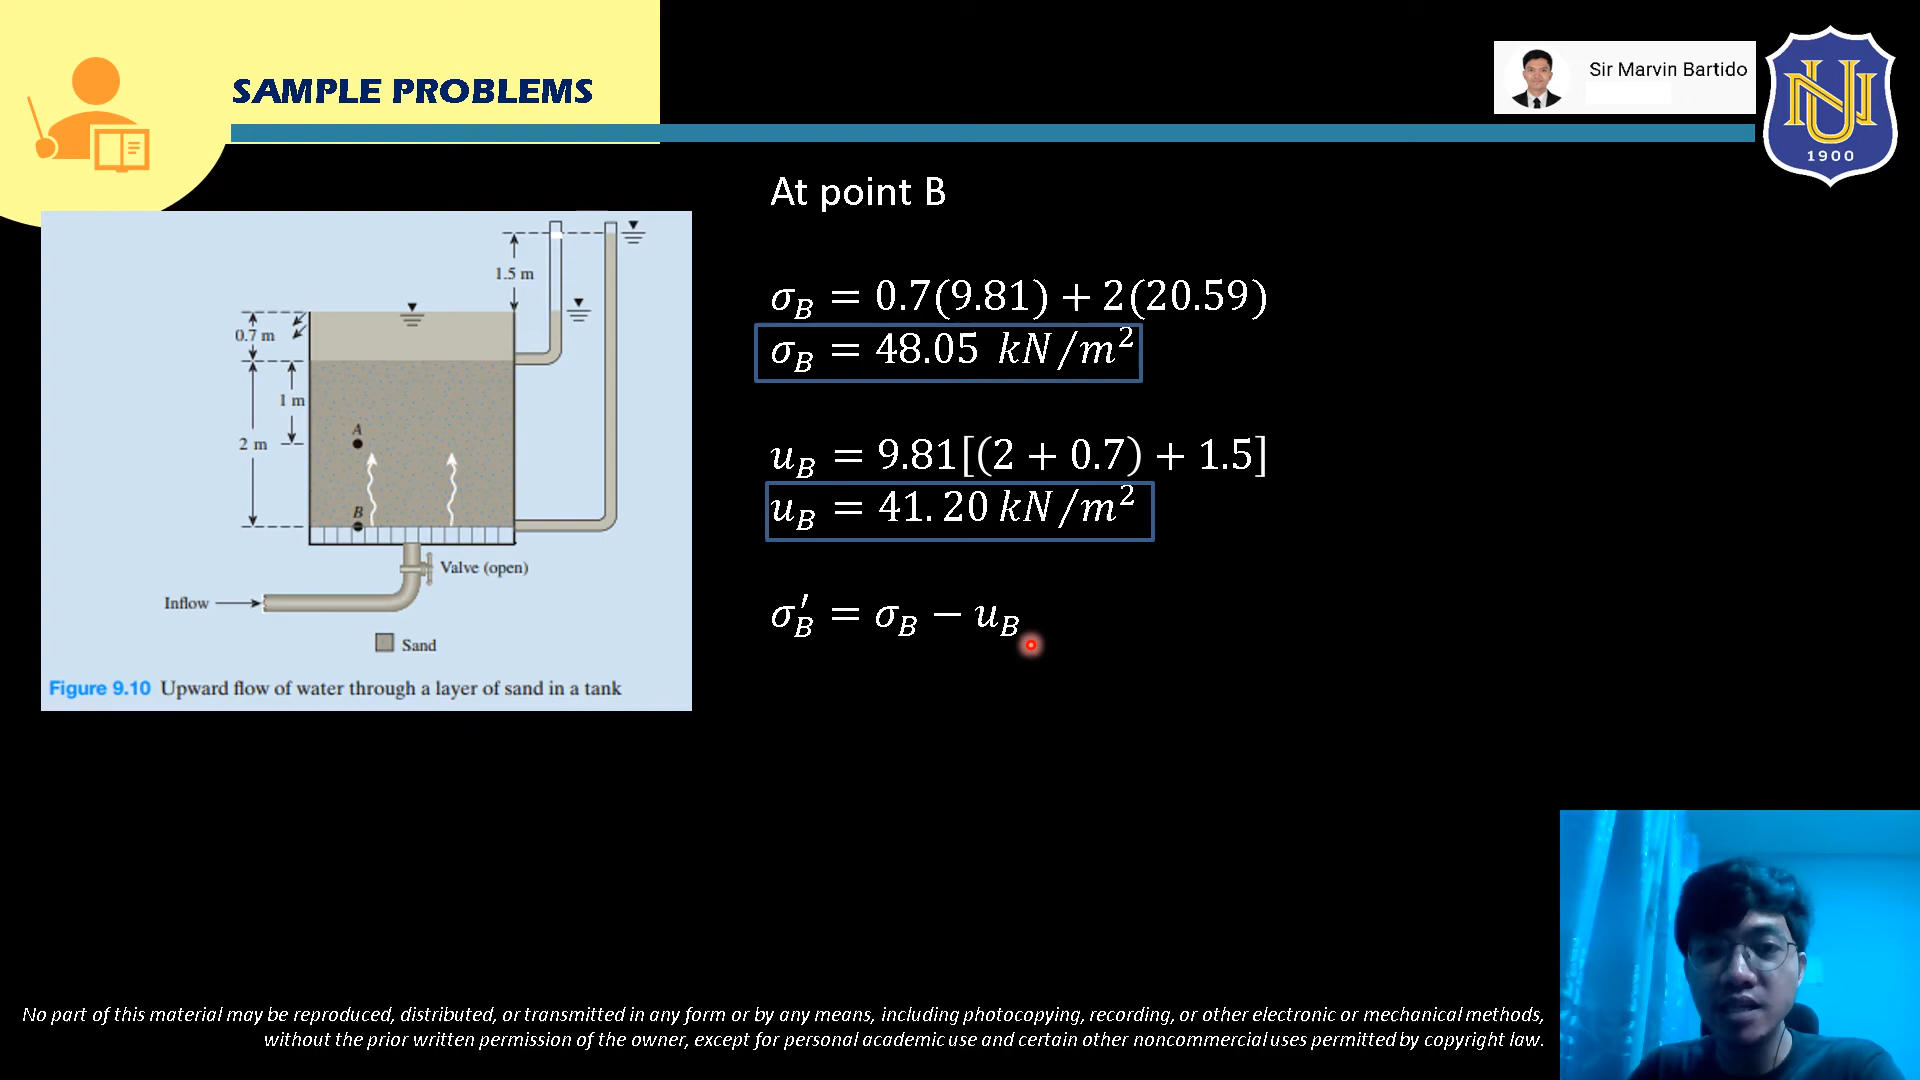 SAMPLE PROBLEMS
Sir Marvin Bartido
NU
1900
At point B
σ_B = 0.7(9.81) + 2(20.59)
σ_B = 48.05 kN/m²
u_B = 9.81[(2 + 0.7) + 1.5]
u_B = 41.20 kN/m²
σ′_B = σ_B − u_B
1.5 m
0.7 m
1 m
A
2 m
B
Valve (open)
Inflow
Sand
Figure 9.10 Upward flow of water through a layer of sand in a tank
No part of this material may be reproduced, distributed, or transmitted in any form or by any means, including photocopying, recording, or other electronic or mechanical methods,
without the prior written permission of the owner, except for personal academic use and certain other noncommercial uses permitted by copyright law.